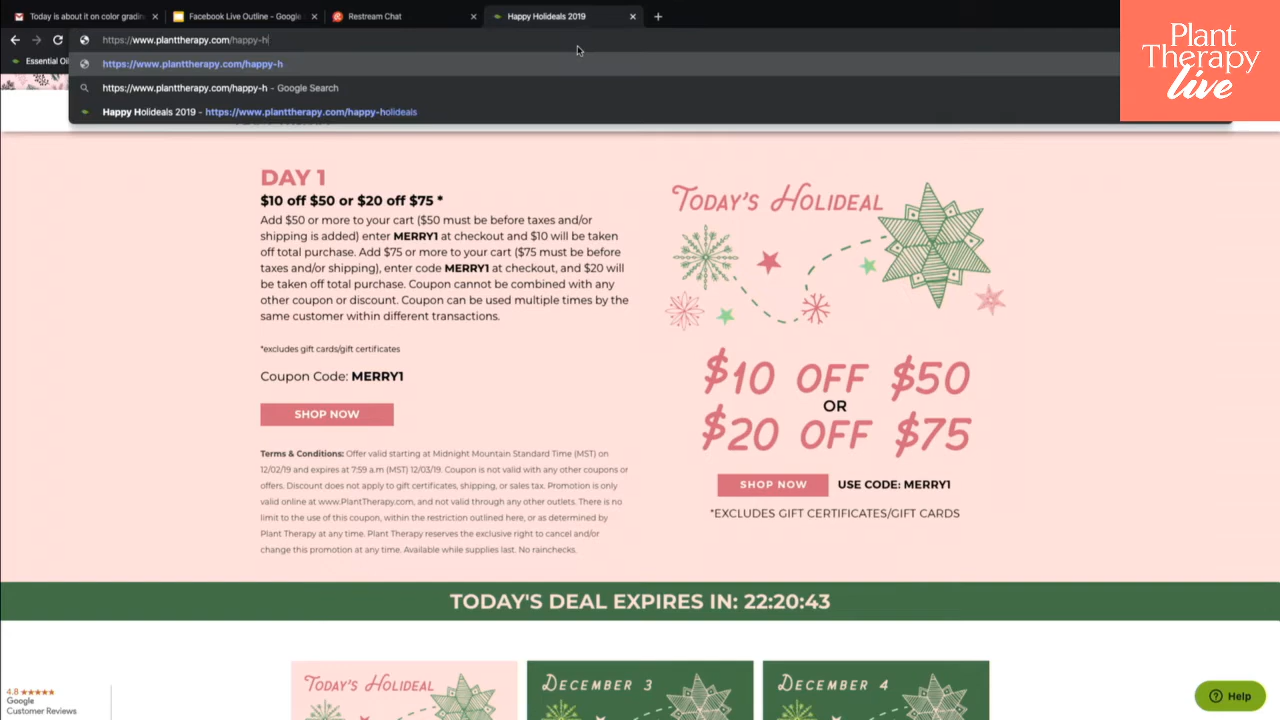 Today is about it on color gradin
Facebook Live Outline - Google
Restream Chat
Happy Holideals 2019
https://www.planttherapy.com/happy-h
Essential Oil
https://www.planttherapy.com/happy-h
https://www.planttherapy.com/happy-h - Google Search
Happy Holideals 2019 - https://www.planttherapy.com/happy-holideals
Plant
Therapy
live
DAY 1
$10 off $50 or $20 off $75 *
Add $50 or more to your cart ($50 must be before taxes and/or
shipping is added) enter MERRY1 at checkout and $10 will be taken
off total purchase. Add $75 or more to your cart ($75 must be before
taxes and/or shipping), enter code MERRY1 at checkout, and $20 will
be taken off total purchase. Coupon cannot be combined with any
other coupon or discount. Coupon can be used multiple times by the
same customer within different transactions.
*excludes gift cards/gift certificates
Coupon Code: MERRY1
SHOP NOW
Terms & Conditions: Offer valid starting at Midnight Mountain Standard Time (MST) on
12/02/19 and expires at 7:59 a.m (MST) 12/03/19. Coupon is not valid with any other coupons or
offers. Discount does not apply to gift certificates, shipping, or sales tax. Promotion is only
valid online at www.PlantTherapy.com, and not valid through any other outlets. There is no
limit to the use of this coupon, within the restriction outlined here, or as determined by
Plant Therapy at any time. Plant Therapy reserves the exclusive right to cancel and/or
change this promotion at any time. Available while supplies last. No rainchecks.
Today's Holideal
$10 OFF $50
OR
$20 OFF $75
SHOP NOW USE CODE: MERRY1
*EXCLUDES GIFT CERTIFICATES/GIFT CARDS
TODAY'S DEAL EXPIRES IN: 22:20:43
Today's Holideal
December 3
December 4
4.8
Google
Customer Reviews
Help